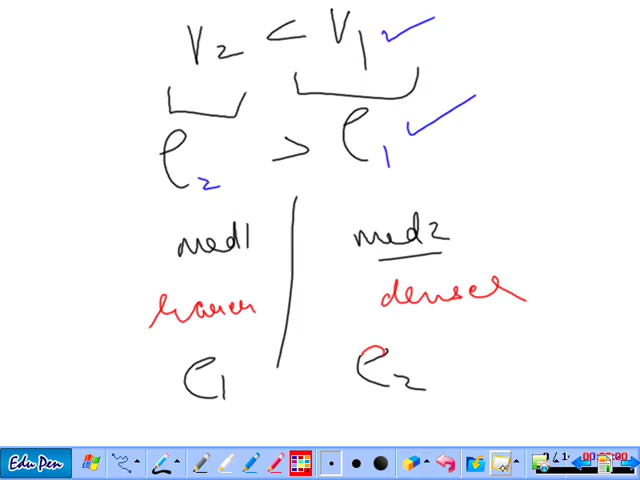 V2 < V1 ✓
ρ2 > ρ1 ✓
med1 med2
rarer denser
ρ1 ρ2
Edu Pen